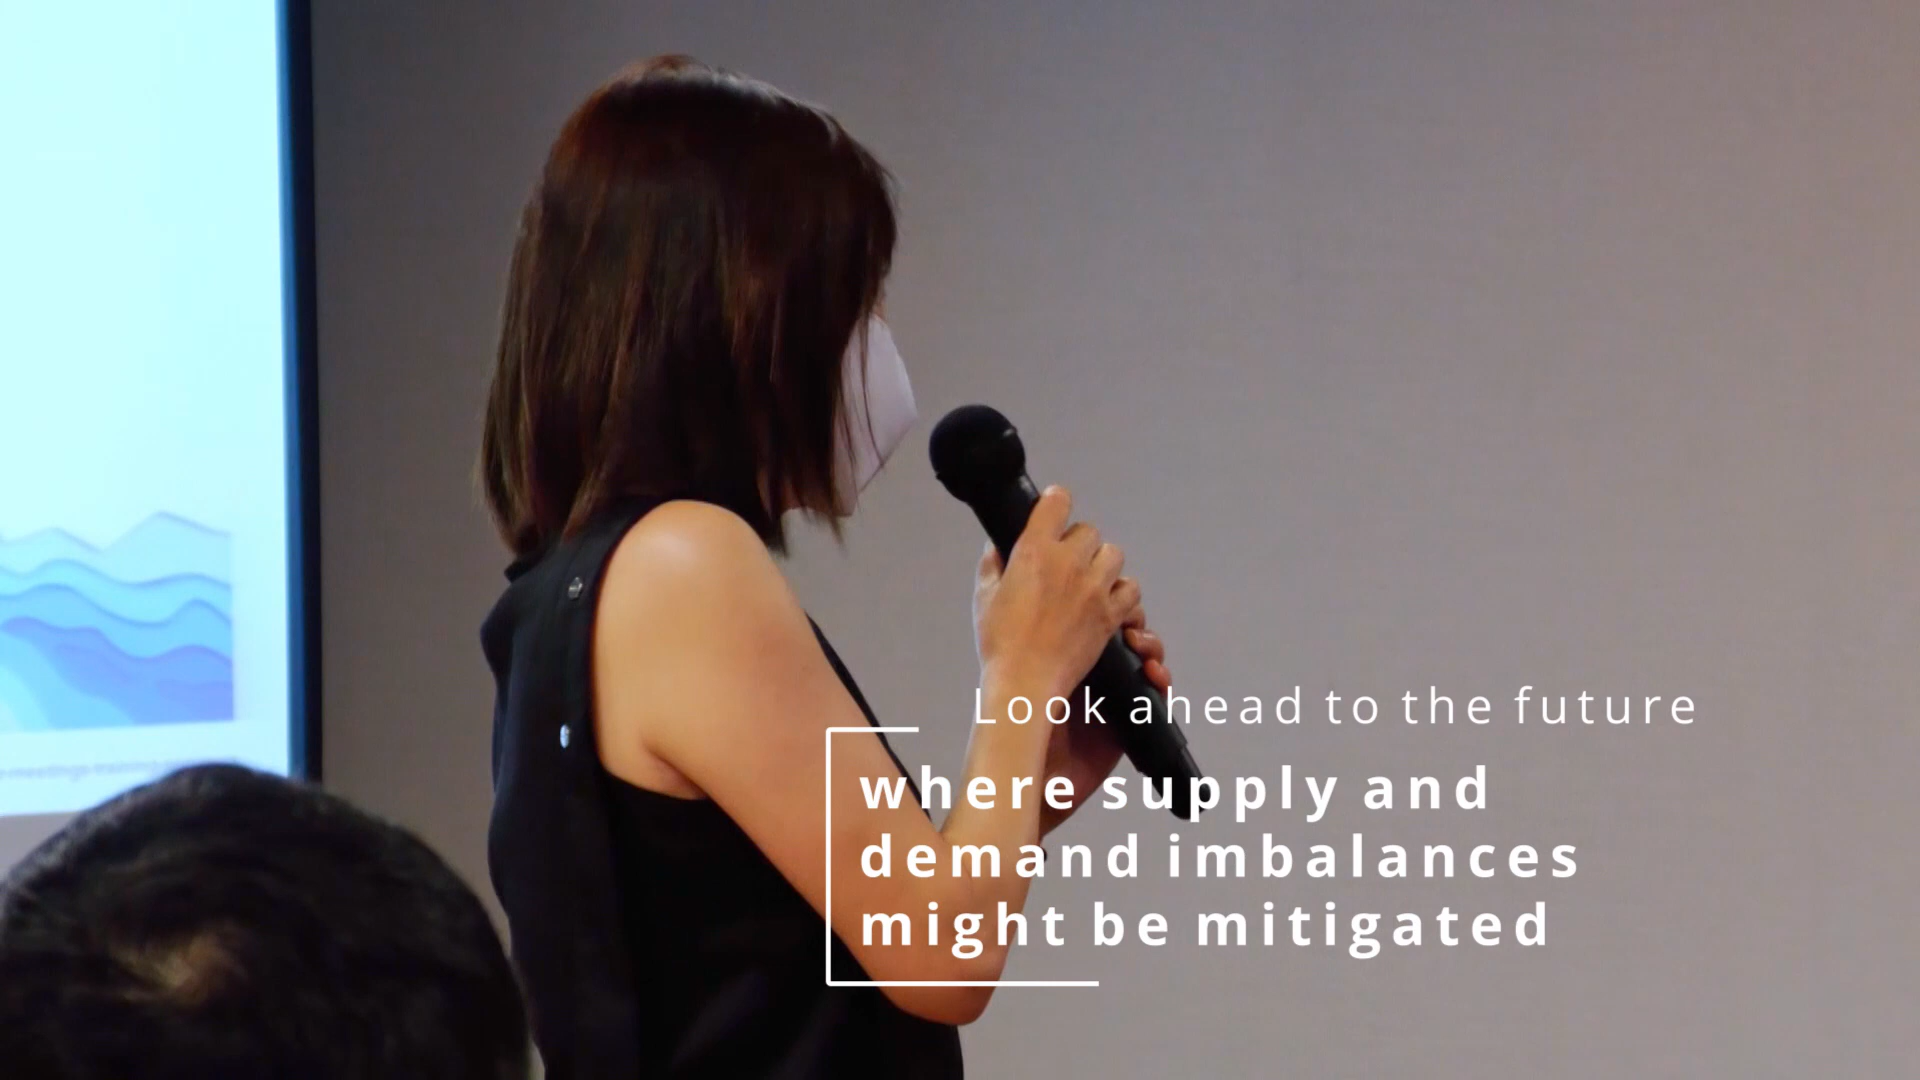 Look ahead to the future
where supply and
demand imbalances
might be mitigated